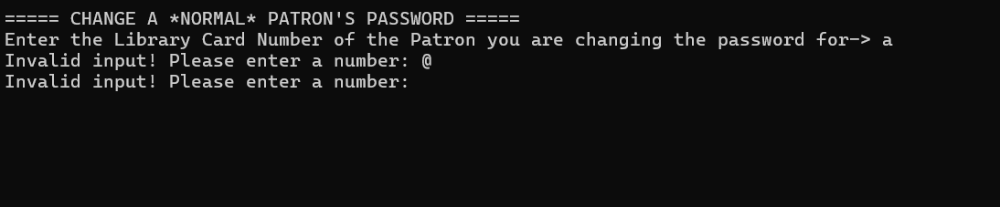 ===== CHANGE A *NORMAL* PATRON'S PASSWORD =====
Enter the Library Card Number of the Patron you are changing the password for-> a
Invalid input! Please enter a number: @
Invalid input! Please enter a number: